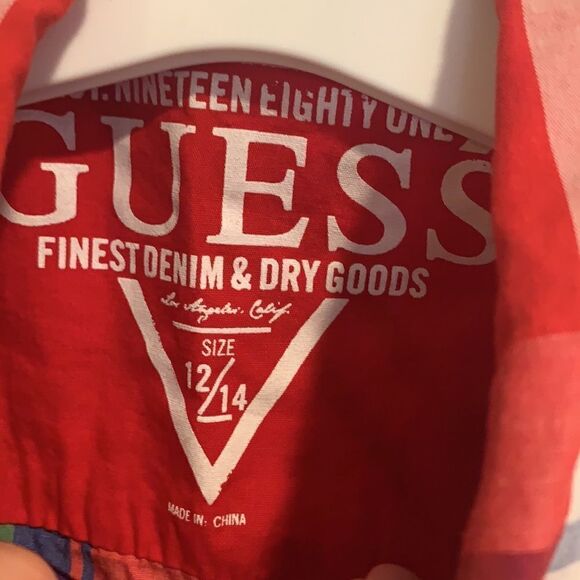 NINETEEN EIGHTY ONE
GUESS
FINEST DENIM & DRY GOODS
Los Angeles, Calif.
SIZE
12/14
MADE IN: CHINA